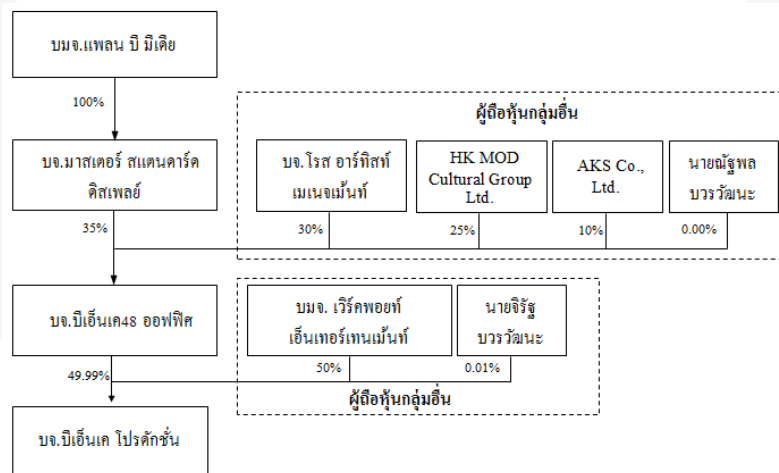 บมจ.แพลน บี มีเดีย
100%
ผู้ถือหุ้นกลุ่มอื่น
บจ.มาสเตอร์ สแตนดาร์ด
ดิสเพลย์
บจ.โรส อาร์ทิสท์
เมเนจเม้นท์
HK MOD
Cultural Group
Ltd.
AKS Co.,
Ltd.
นายณัฐพล
บวรวัฒนะ
35%
30%
25%
10%
0.00%
บจ.บีเอ็นเค48 ออฟฟิศ
บมจ. เวิร์คพอยท์
เอ็นเทอร์เทนเม้นท์
นายจิรัฐ
บวรวัฒนะ
49.99%
50%
0.01%
ผู้ถือหุ้นกลุ่มอื่น
บจ.บีเอ็นเค โปรดักชั่น